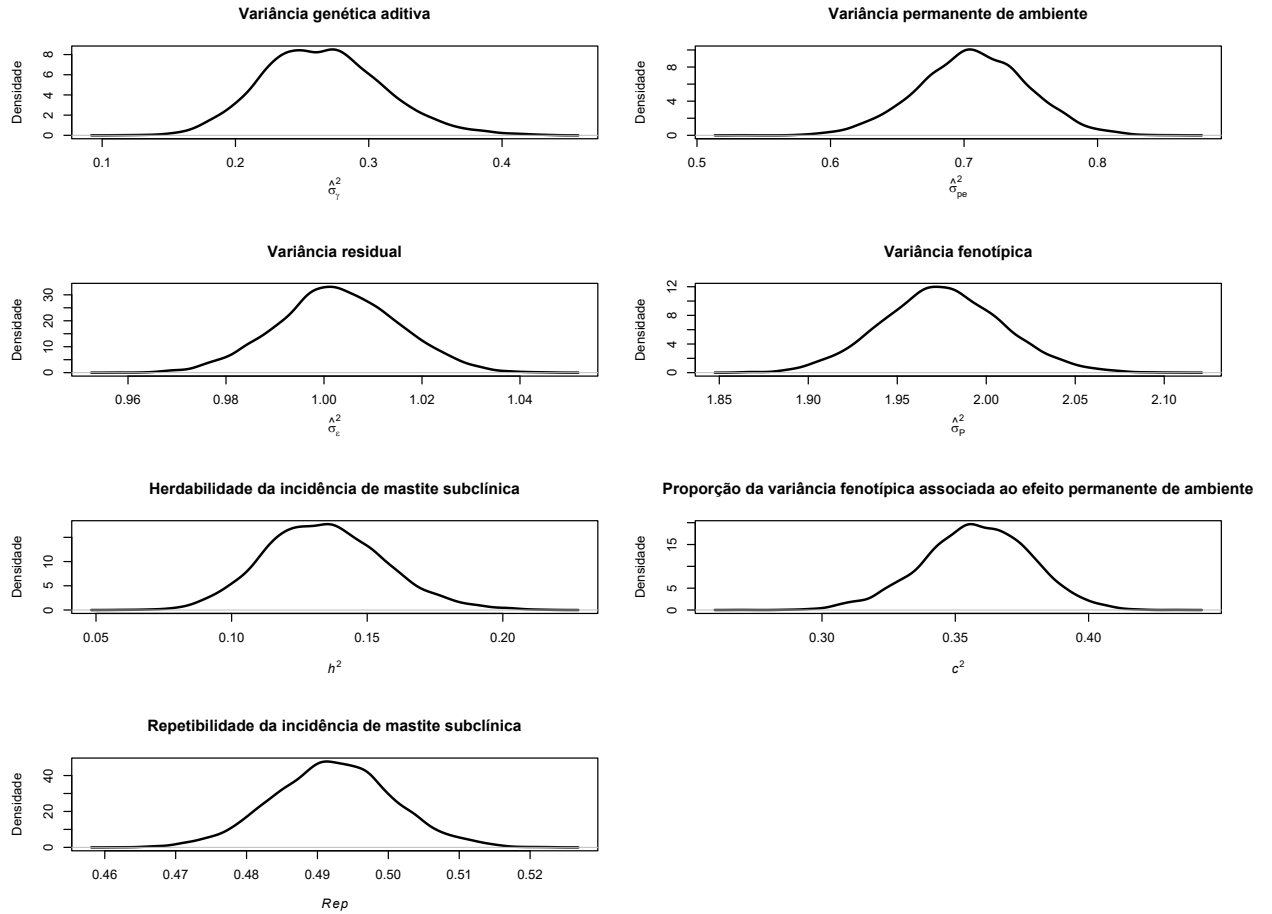 Variância genética aditiva
Densidade
0 2 4 6 8
0.1 0.2 0.3 0.4
σ̂²γ
Variância permanente de ambiente
Densidade
0 4 8
0.5 0.6 0.7 0.8
σ̂²pe
Variância residual
Densidade
0 10 20 30
0.96 0.98 1.00 1.02 1.04
σ̂²ε
Variância fenotípica
Densidade
0 4 8 12
1.85 1.90 1.95 2.00 2.05 2.10
σ̂²P
Herdabilidade da incidência de mastite subclínica
Densidade
0 5 10
0.05 0.10 0.15 0.20
h²
Proporção da variância fenotípica associada ao efeito permanente de ambiente
Densidade
0 5 15
0.30 0.35 0.40
c²
Repetibilidade da incidência de mastite subclínica
Densidade
0 20 40
0.46 0.47 0.48 0.49 0.50 0.51 0.52
Rep